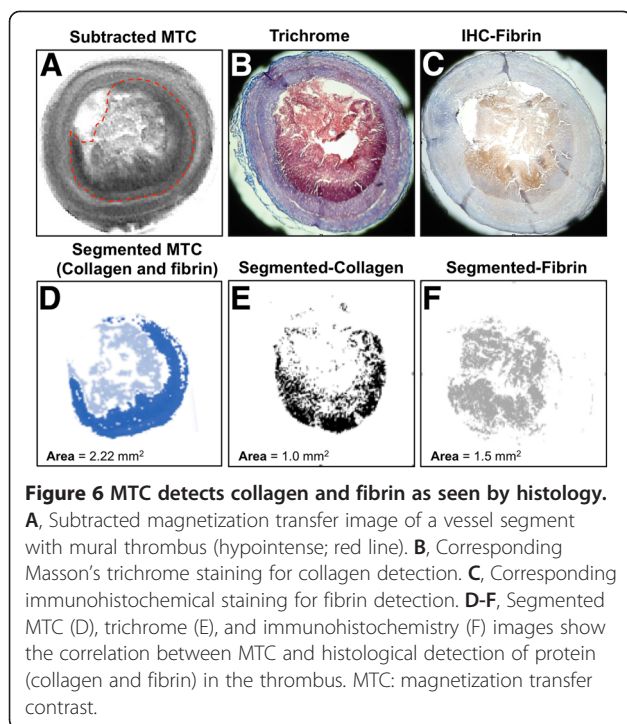 Subtracted MTC
Trichrome
IHC-Fibrin
A
B
C
Segmented MTC
(Collagen and fibrin)
Segmented-Collagen
Segmented-Fibrin
D
E
F
Area = 2.22 mm²
Area = 1.0 mm²
Area = 1.5 mm²
Figure 6 MTC detects collagen and fibrin as seen by histology.
A, Subtracted magnetization transfer image of a vessel segment
with mural thrombus (hypointense; red line). B, Corresponding
Masson's trichrome staining for collagen detection. C, Corresponding
immunohistochemical staining for fibrin detection. D-F, Segmented
MTC (D), trichrome (E), and immunohistochemistry (F) images show
the correlation between MTC and histological detection of protein
(collagen and fibrin) in the thrombus. MTC: magnetization transfer
contrast.